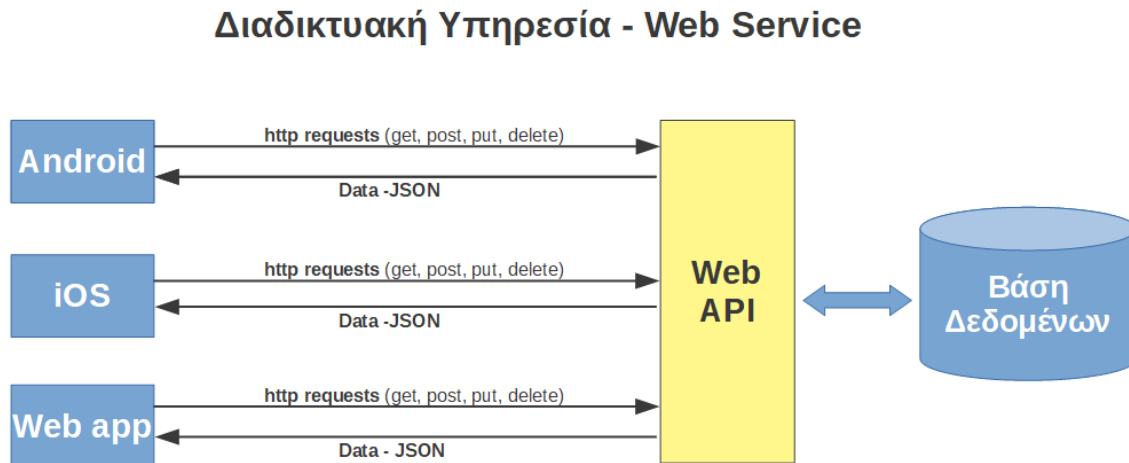 Διαδικτυακή Υπηρεσία - Web Service
Android
http requests (get, post, put, delete)
Data -JSON
iOS
http requests (get, post, put, delete)
Data -JSON
Web app
http requests (get, post, put, delete)
Data - JSON
Web
API
Βάση
Δεδομένων